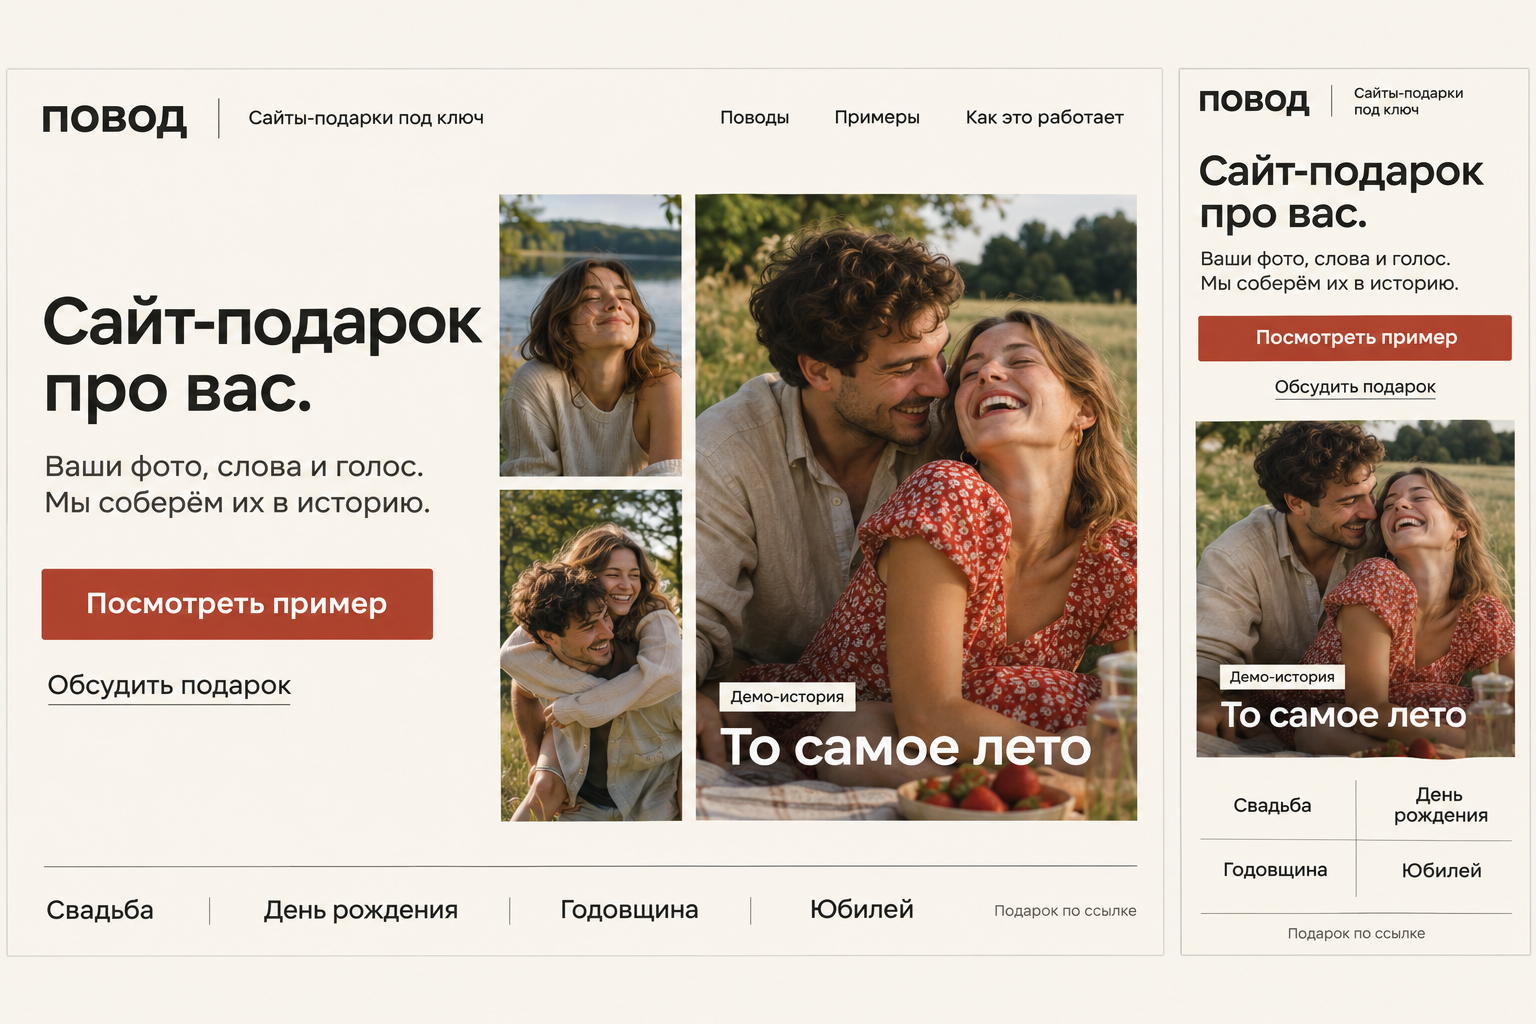 повод
Сайты-подарки под ключ
Поводы
Примеры
Как это работает
Сайт-подарок
про вас.
Ваши фото, слова и голос.
Мы соберём их в историю.
Посмотреть пример
Обсудить подарок
Демо-история
То самое лето
Свадьба
День рождения
Годовщина
Юбилей
Подарок по ссылке
повод
Сайты-подарки
под ключ
Сайт-подарок
про вас.
Ваши фото, слова и голос.
Мы соберём их в историю.
Посмотреть пример
Обсудить подарок
Демо-история
То самое лето
Свадьба
День
рождения
Годовщина
Юбилей
Подарок по ссылке